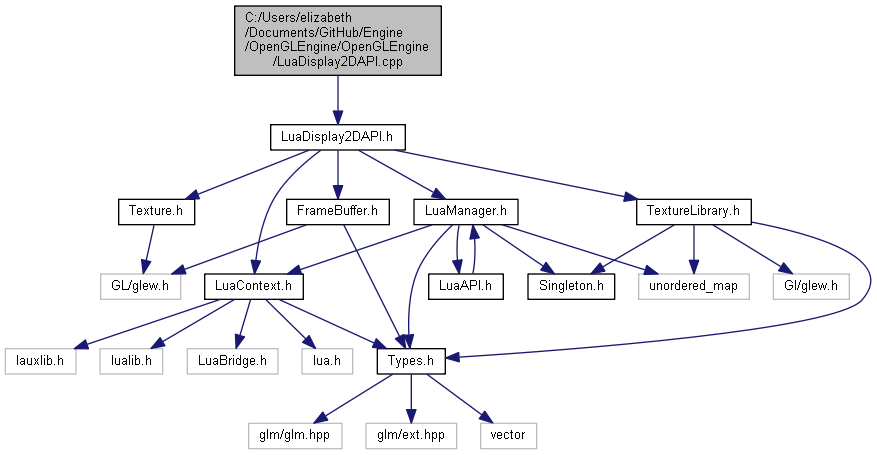 C:/Users/elizabeth
/Documents/GitHub/Engine
/OpenGLEngine/OpenGLEngine
/LuaDisplay2DAPI.cpp
LuaDisplay2DAPI.h
Texture.h
FrameBuffer.h
LuaManager.h
TextureLibrary.h
GL/glew.h
LuaContext.h
LuaAPI.h
Singleton.h
unordered_map
Gl/glew.h
lauxlib.h
lualib.h
LuaBridge.h
lua.h
Types.h
glm/glm.hpp
glm/ext.hpp
vector